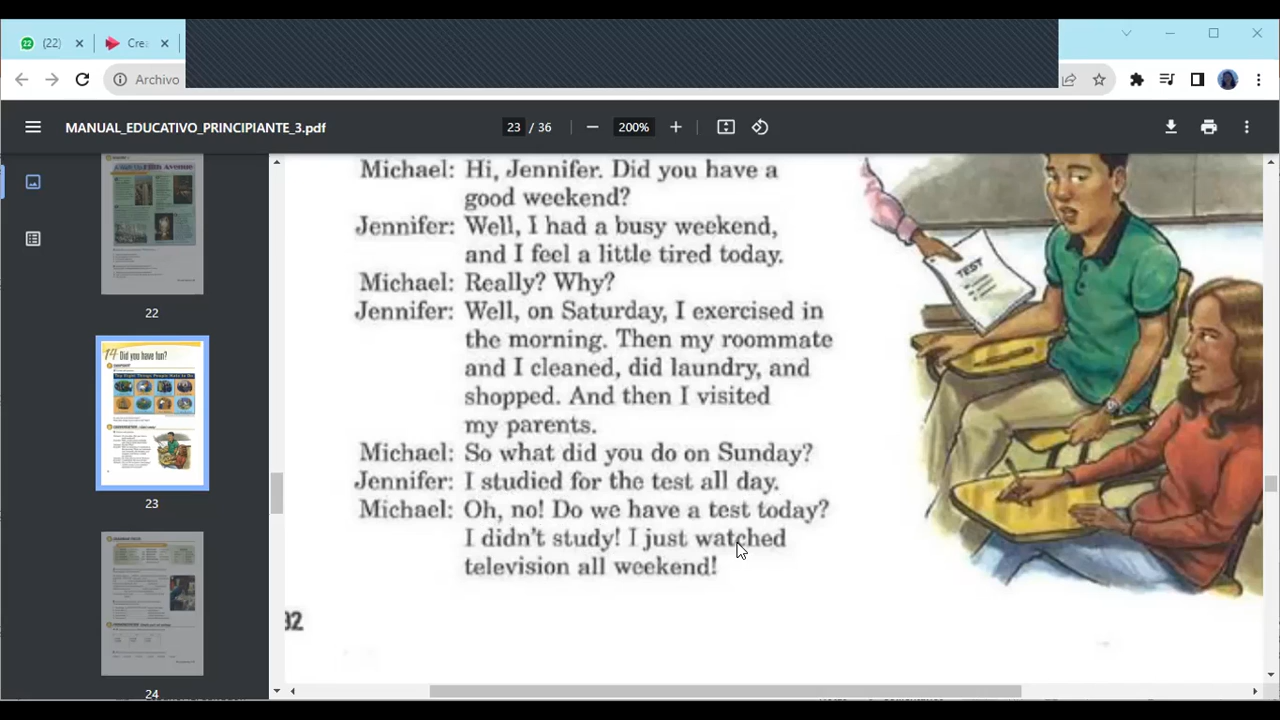 (22)
Crea
Archivo
MANUAL_EDUCATIVO_PRINCIPIANTE_3.pdf
23 / 36
200%
22
14 Did you have fun?
23
24
Michael: Hi, Jennifer. Did you have a
good weekend?
Jennifer: Well, I had a busy weekend,
and I feel a little tired today.
Michael: Really? Why?
Jennifer: Well, on Saturday, I exercised in
the morning. Then my roommate
and I cleaned, did laundry, and
shopped. And then I visited
my parents.
Michael: So what did you do on Sunday?
Jennifer: I studied for the test all day.
Michael: Oh, no! Do we have a test today?
I didn't study! I just watched
television all weekend!
TEST